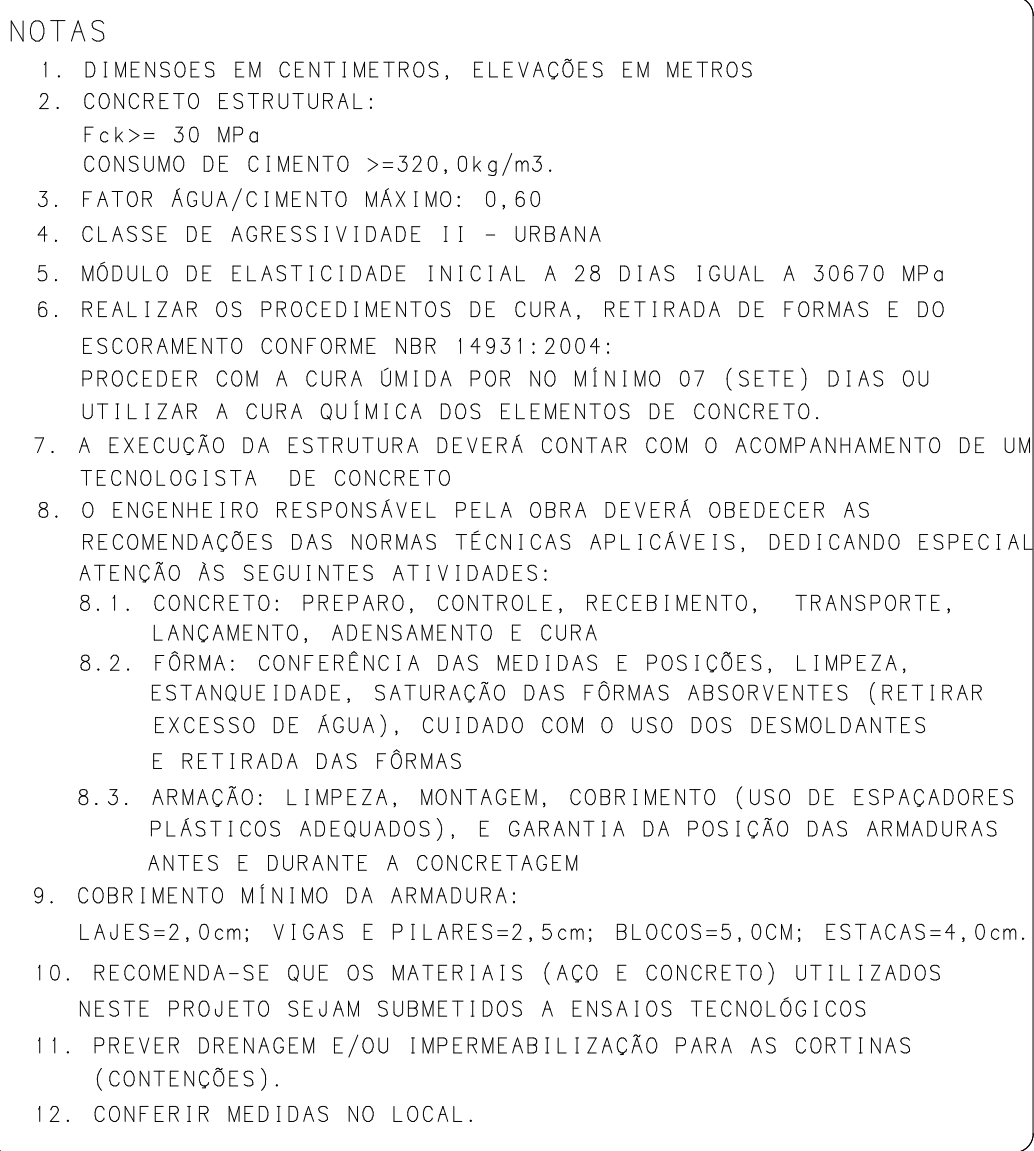 NOTAS
1. DIMENSOES EM CENTIMETROS, ELEVAÇÕES EM METROS
2. CONCRETO ESTRUTURAL:
Fck>= 30 MPa
CONSUMO DE CIMENTO >=320,0kg/m3.
3. FATOR ÁGUA/CIMENTO MÁXIMO: 0,60
4. CLASSE DE AGRESSIVIDADE II - URBANA
5. MÓDULO DE ELASTICIDADE INICIAL A 28 DIAS IGUAL A 30670 MPa
6. REALIZAR OS PROCEDIMENTOS DE CURA, RETIRADA DE FORMAS E DO
ESCORAMENTO CONFORME NBR 14931:2004:
PROCEDER COM A CURA ÚMIDA POR NO MÍNIMO 07 (SETE) DIAS OU
UTILIZAR A CURA QUÍMICA DOS ELEMENTOS DE CONCRETO.
7. A EXECUÇÃO DA ESTRUTURA DEVERÁ CONTAR COM O ACOMPANHAMENTO DE UM
TECNOLOGISTA DE CONCRETO
8. O ENGENHEIRO RESPONSÁVEL PELA OBRA DEVERÁ OBEDECER AS
RECOMENDAÇÕES DAS NORMAS TÉCNICAS APLICÁVEIS, DEDICANDO ESPECIAL
ATENÇÃO ÀS SEGUINTES ATIVIDADES:
8.1. CONCRETO: PREPARO, CONTROLE, RECEBIMENTO, TRANSPORTE,
LANÇAMENTO, ADENSAMENTO E CURA
8.2. FÔRMA: CONFERÊNCIA DAS MEDIDAS E POSIÇÕES, LIMPEZA,
ESTANQUEIDADE, SATURAÇÃO DAS FÔRMAS ABSORVENTES (RETIRAR
EXCESSO DE ÁGUA), CUIDADO COM O USO DOS DESMOLDANTES
E RETIRADA DAS FÔRMAS
8.3. ARMAÇÃO: LIMPEZA, MONTAGEM, COBRIMENTO (USO DE ESPAÇADORES
PLÁSTICOS ADEQUADOS), E GARANTIA DA POSIÇÃO DAS ARMADURAS
ANTES E DURANTE A CONCRETAGEM
9. COBRIMENTO MÍNIMO DA ARMADURA:
LAJES=2,0cm; VIGAS E PILARES=2,5cm; BLOCOS=5,0CM; ESTACAS=4,0cm.
10. RECOMENDA-SE QUE OS MATERIAIS (AÇO E CONCRETO) UTILIZADOS
NESTE PROJETO SEJAM SUBMETIDOS A ENSAIOS TECNOLÓGICOS
11. PREVER DRENAGEM E/OU IMPERMEABILIZAÇÃO PARA AS CORTINAS
(CONTENÇÕES).
12. CONFERIR MEDIDAS NO LOCAL.